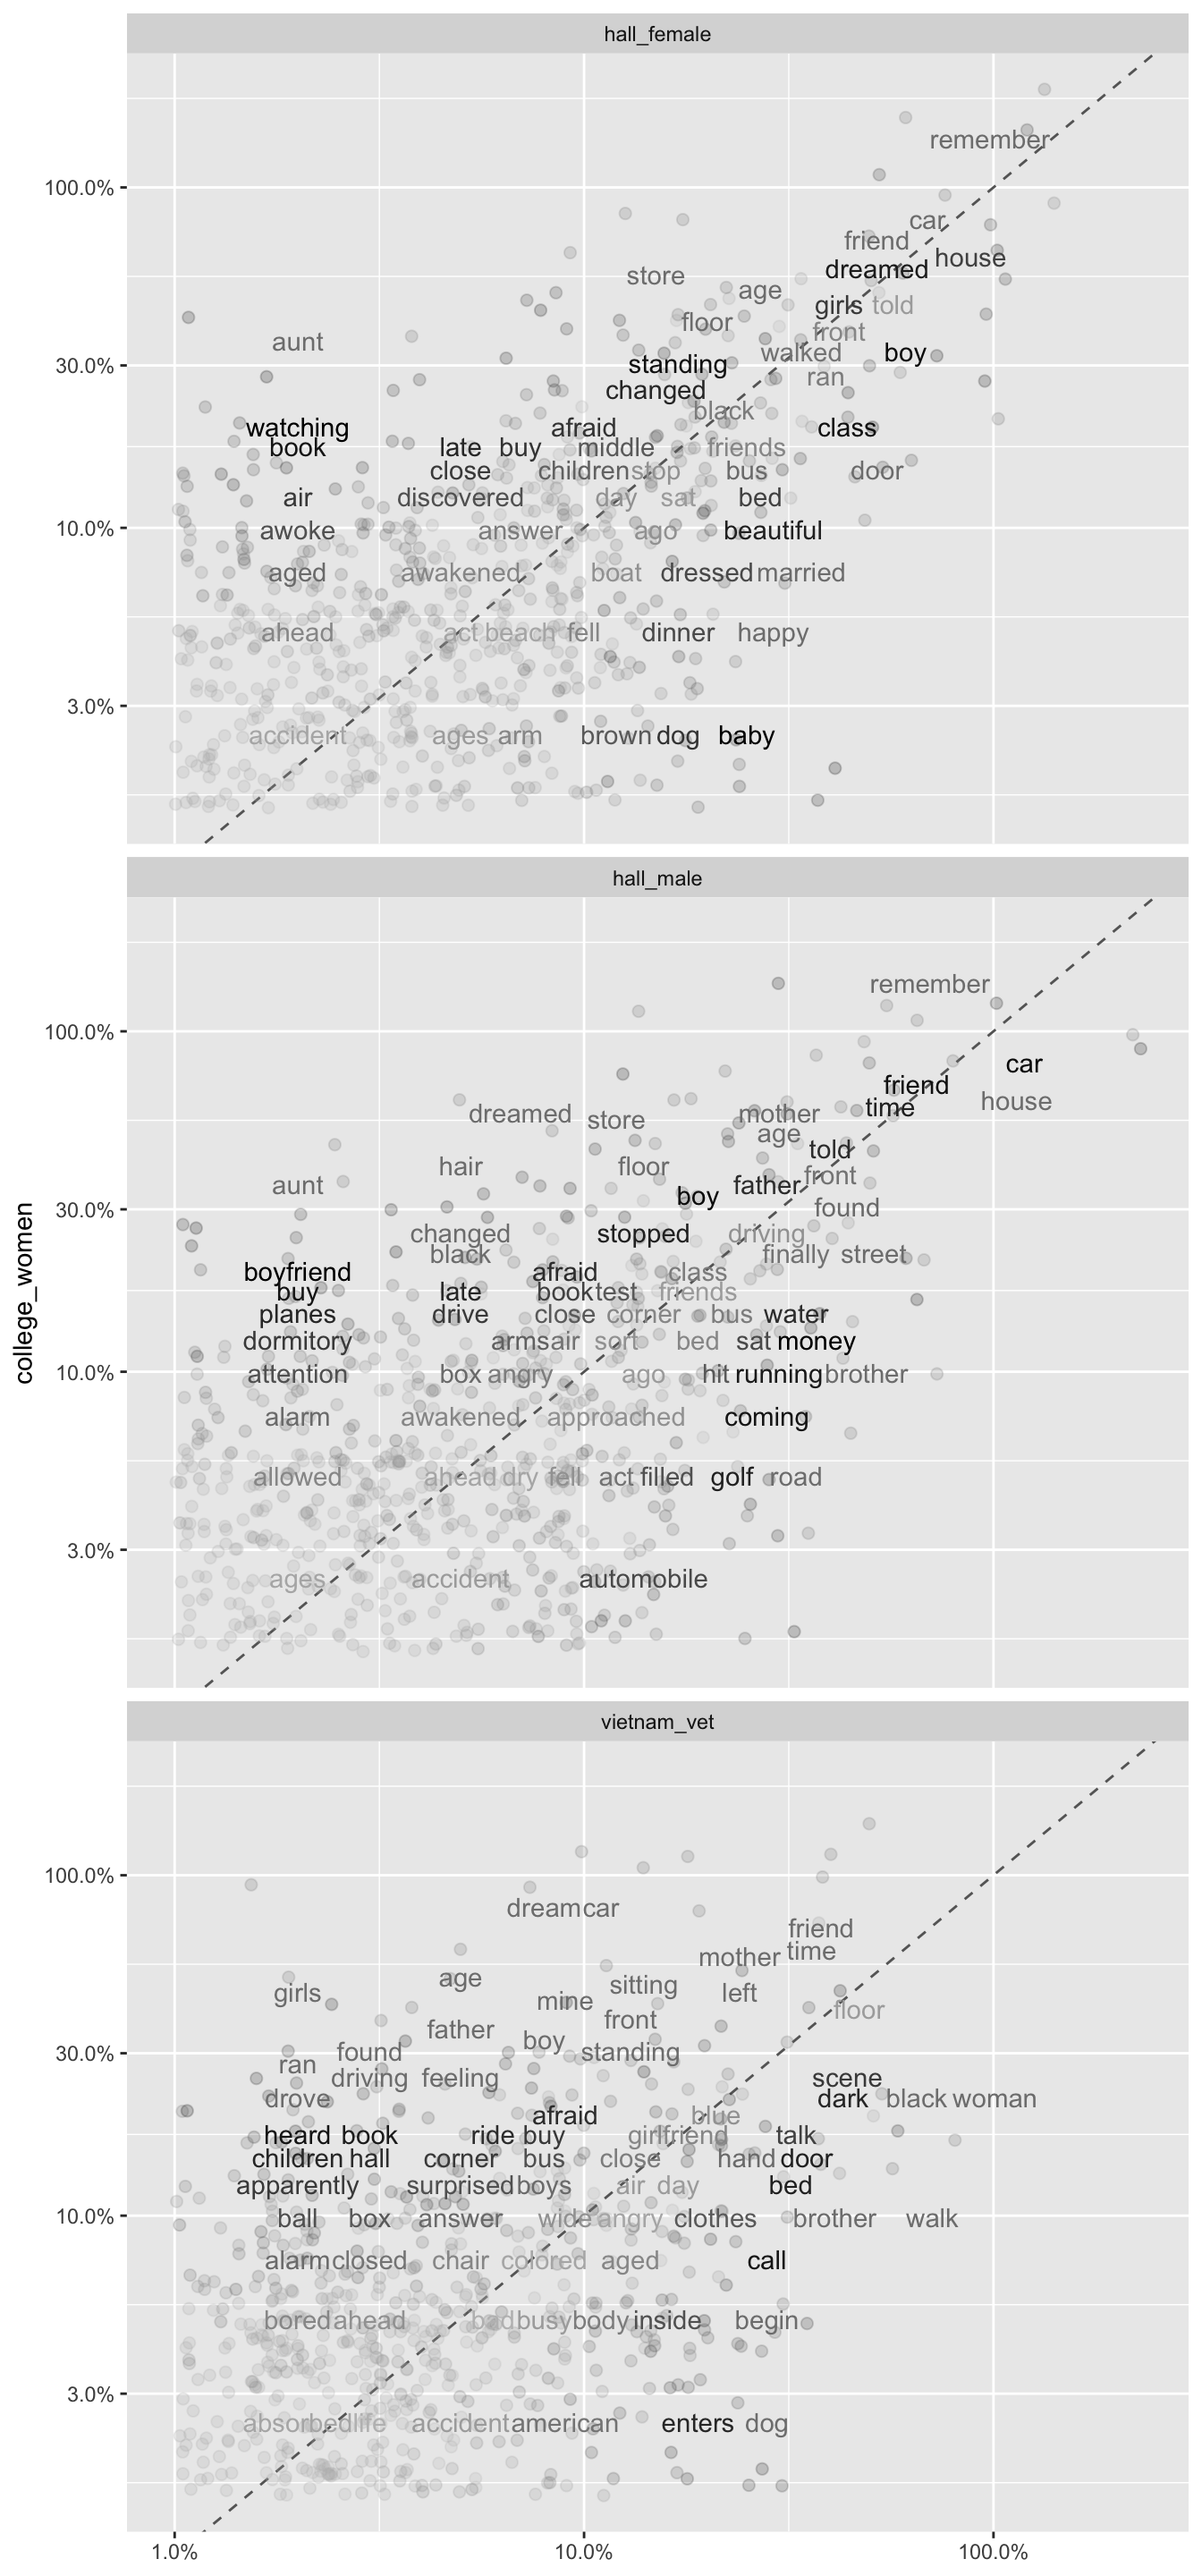 hall_female
remember
100.0%
car
friend
house
dreamed
store
age
girls told
floor
front
aunt
walked boy
30.0%
standing
ran
changed
black
watching afraid class
book late buy middle friends
close children stop bus door
air discovered day sat bed
10.0%
awoke answer ago beautiful
aged awakened boat dressed married
ahead act beach fell dinner happy
3.0%
accident ages arm brown dog baby
hall_male
remember
100.0%
car
friend
time house
dreamed store mother
age
told
hair floor front
aunt father
boy
30.0%
found
changed stopped driving
black finally street
boyfriend afraid class
buy late book test friends
planes drive close corner bus water
dormitory arms air sort bed sat money
10.0%
attention box angry ago hit running brother
alarm awakened approached coming
allowed ahead dry fell act filled golf road
3.0%
ages accident automobile
college_women
vietnam_vet
100.0%
dream car
friend
time
mother
age sitting
girls left
mine floor
front
father
boy
30.0%
found standing
ran
driving feeling scene
drove dark black woman
afraid blue
heard book ride buy girlfriend talk
children hall corner bus close hand door
apparently surprised boys air day bed
10.0%
ball box answer wide angry clothes brother walk
alarm closed chair colored aged call
bored ahead bad busy body inside begin
3.0%
absorbed life accident american enters dog
1.0% 10.0% 100.0%